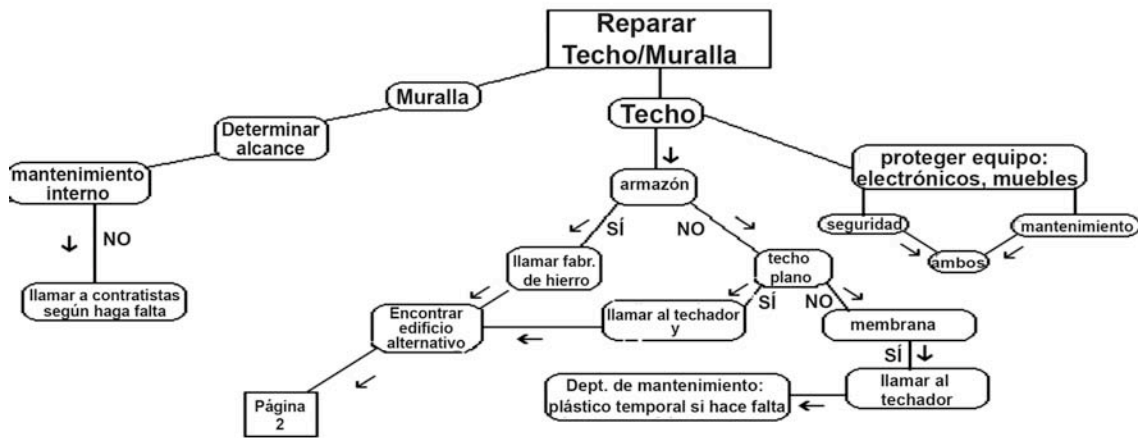 Reparar
Techo/Muralla
Muralla
Techo
Determinar
alcance
mantenimiento
interno
proteger equipo:
electrónicos, muebles
armazón
seguridad
mantenimiento
ambos
NO
SÍ
NO
llamar fabr.
de hierro
techo
plano
llamar a contratistas
según haga falta
Encontrar
edificio
alternativo
llamar al techador
y
SÍ
NO
membrana
SÍ
llamar al
techador
Dept. de mantenimiento:
plástico temporal si hace falta
Página
2